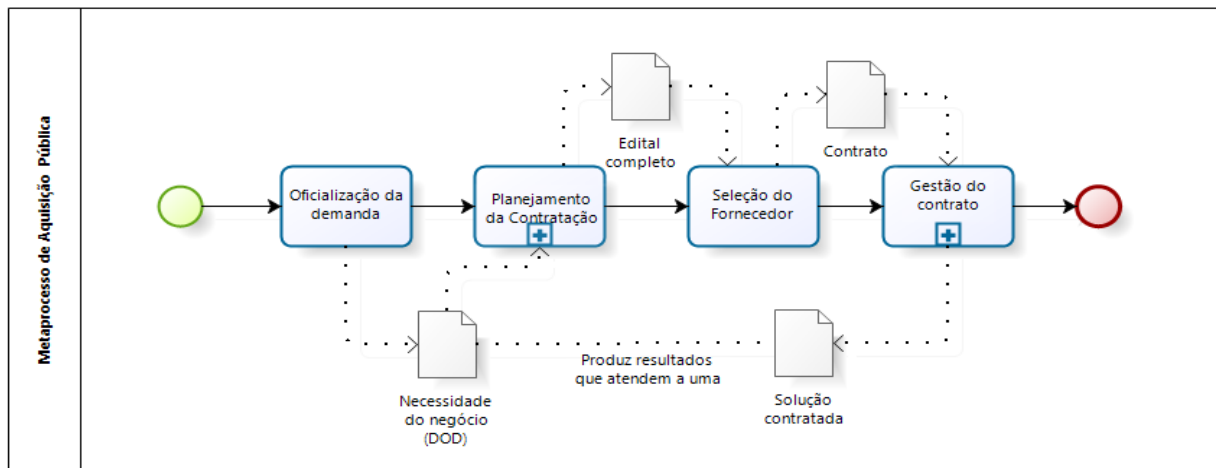 Metaprocesso de Aquisição Pública
Edital
completo
Contrato
Oficialização da
demanda
Planejamento
da Contratação
Seleção do
Fornecedor
Gestão do
contrato
Necessidade
do negócio
(DOD)
Produz resultados
que atendem a uma
Solução
contratada